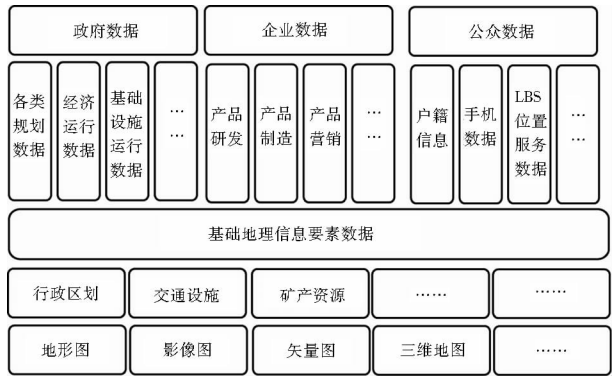 政府数据
企业数据
公众数据
各类
规划
数据
经济
运行
数据
基础
设施
运行
数据
……
……
产品
研发
产品
制造
产品
营销
……
……
户籍
信息
手机
数据
LBS
位置
服务
数据
……
……
基础地理信息要素数据
行政区划
交通设施
矿产资源
……
……
地形图
影像图
矢量图
三维地图
……